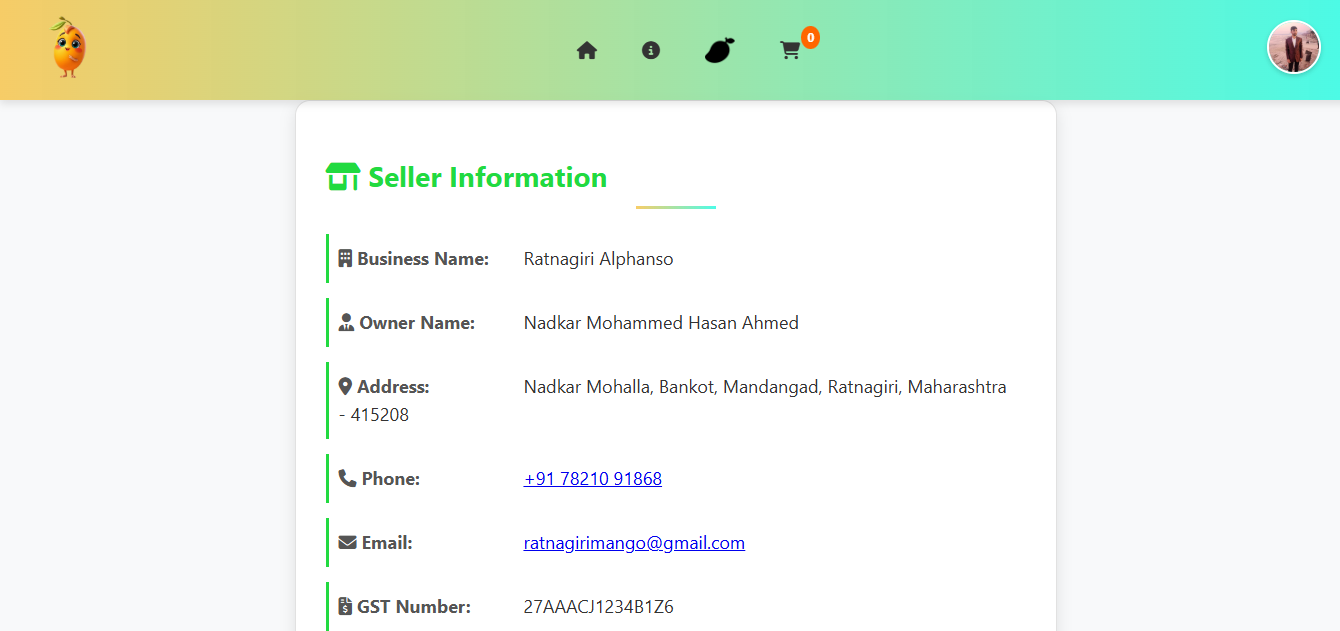 0
Seller Information
Business Name: Ratnagiri Alphanso
Owner Name: Nadkar Mohammed Hasan Ahmed
Address: Nadkar Mohalla, Bankot, Mandangad, Ratnagiri, Maharashtra
- 415208
Phone: +91 78210 91868
Email: ratnagirimango@gmail.com
GST Number: 27AAACJ1234B1Z6